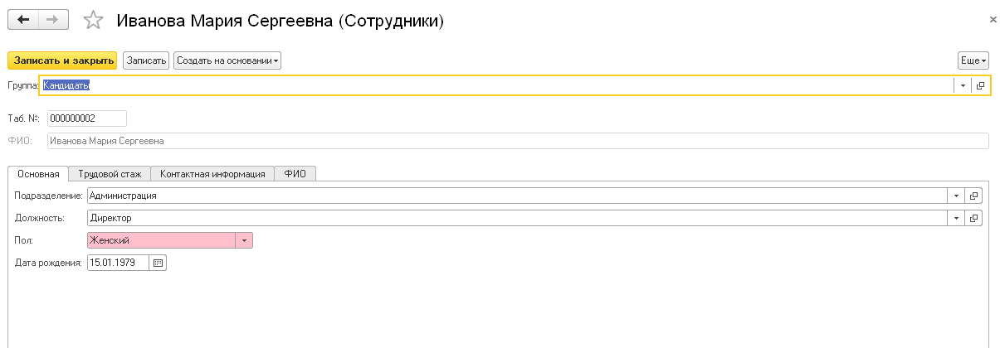 Иванова Мария Сергеевна (Сотрудники)
Записать и закрыть Записать Создать на основании Еще
Группа: Кандидаты
Таб. №: 000000002
ФИО: Иванова Мария Сергеевна
Основная Трудовой стаж Контактная информация ФИО
Подразделение: Администрация
Должность: Директор
Пол: Женский
Дата рождения: 15.01.1979